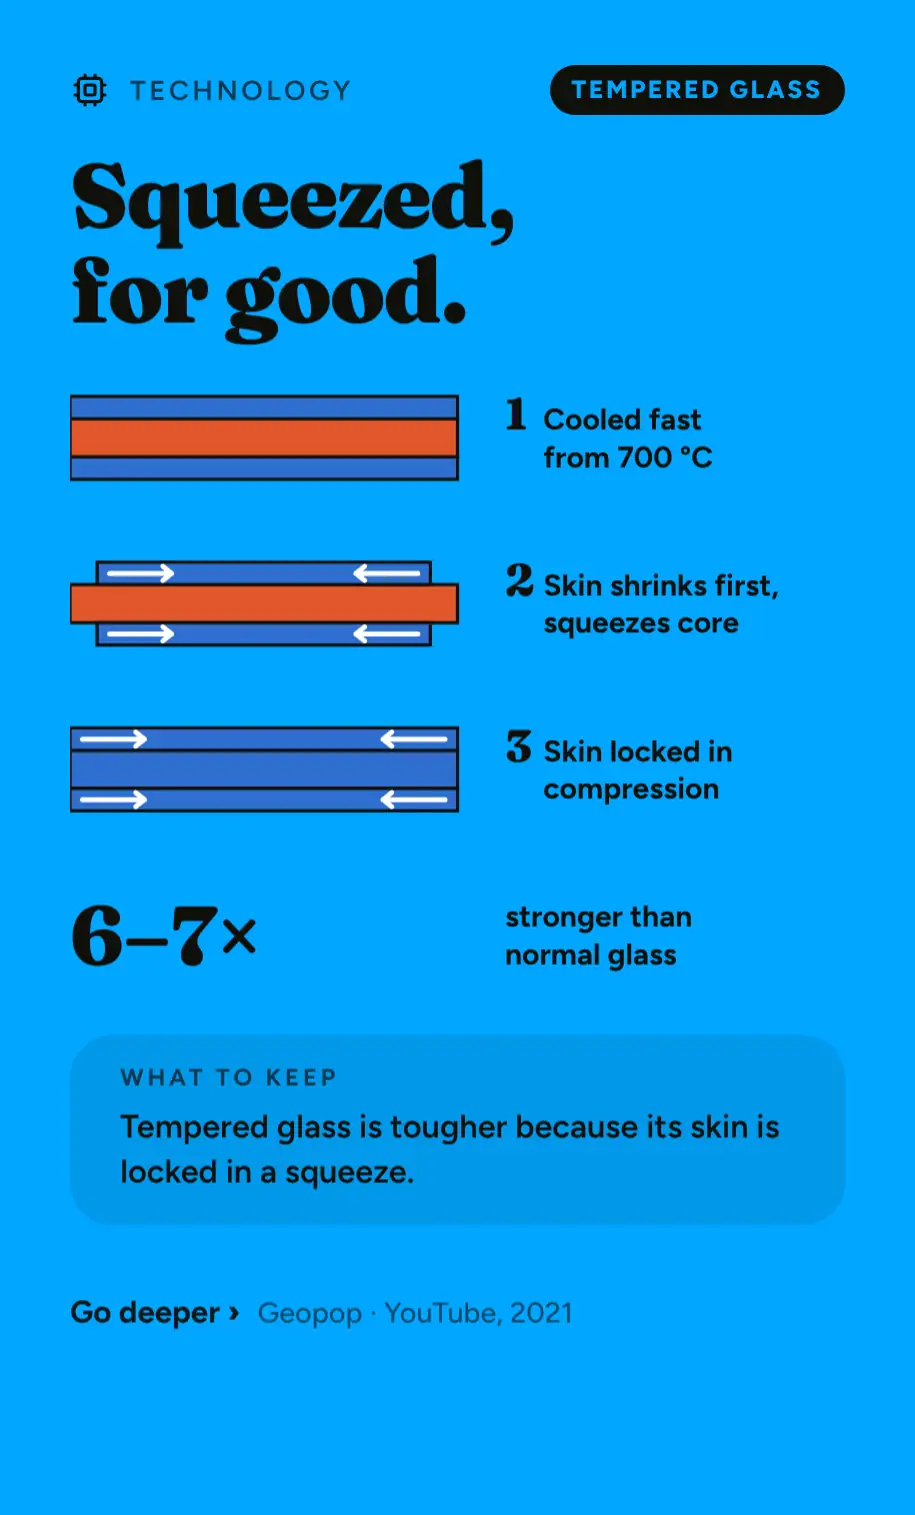 TECHNOLOGY
TEMPERED GLASS
Squeezed,
for good.
1 Cooled fast
from 700 °C
2 Skin shrinks first,
squeezes core
3 Skin locked in
compression
6–7×
stronger than
normal glass
WHAT TO KEEP
Tempered glass is tougher because its skin is
locked in a squeeze.
Go deeper › Geopop · YouTube, 2021